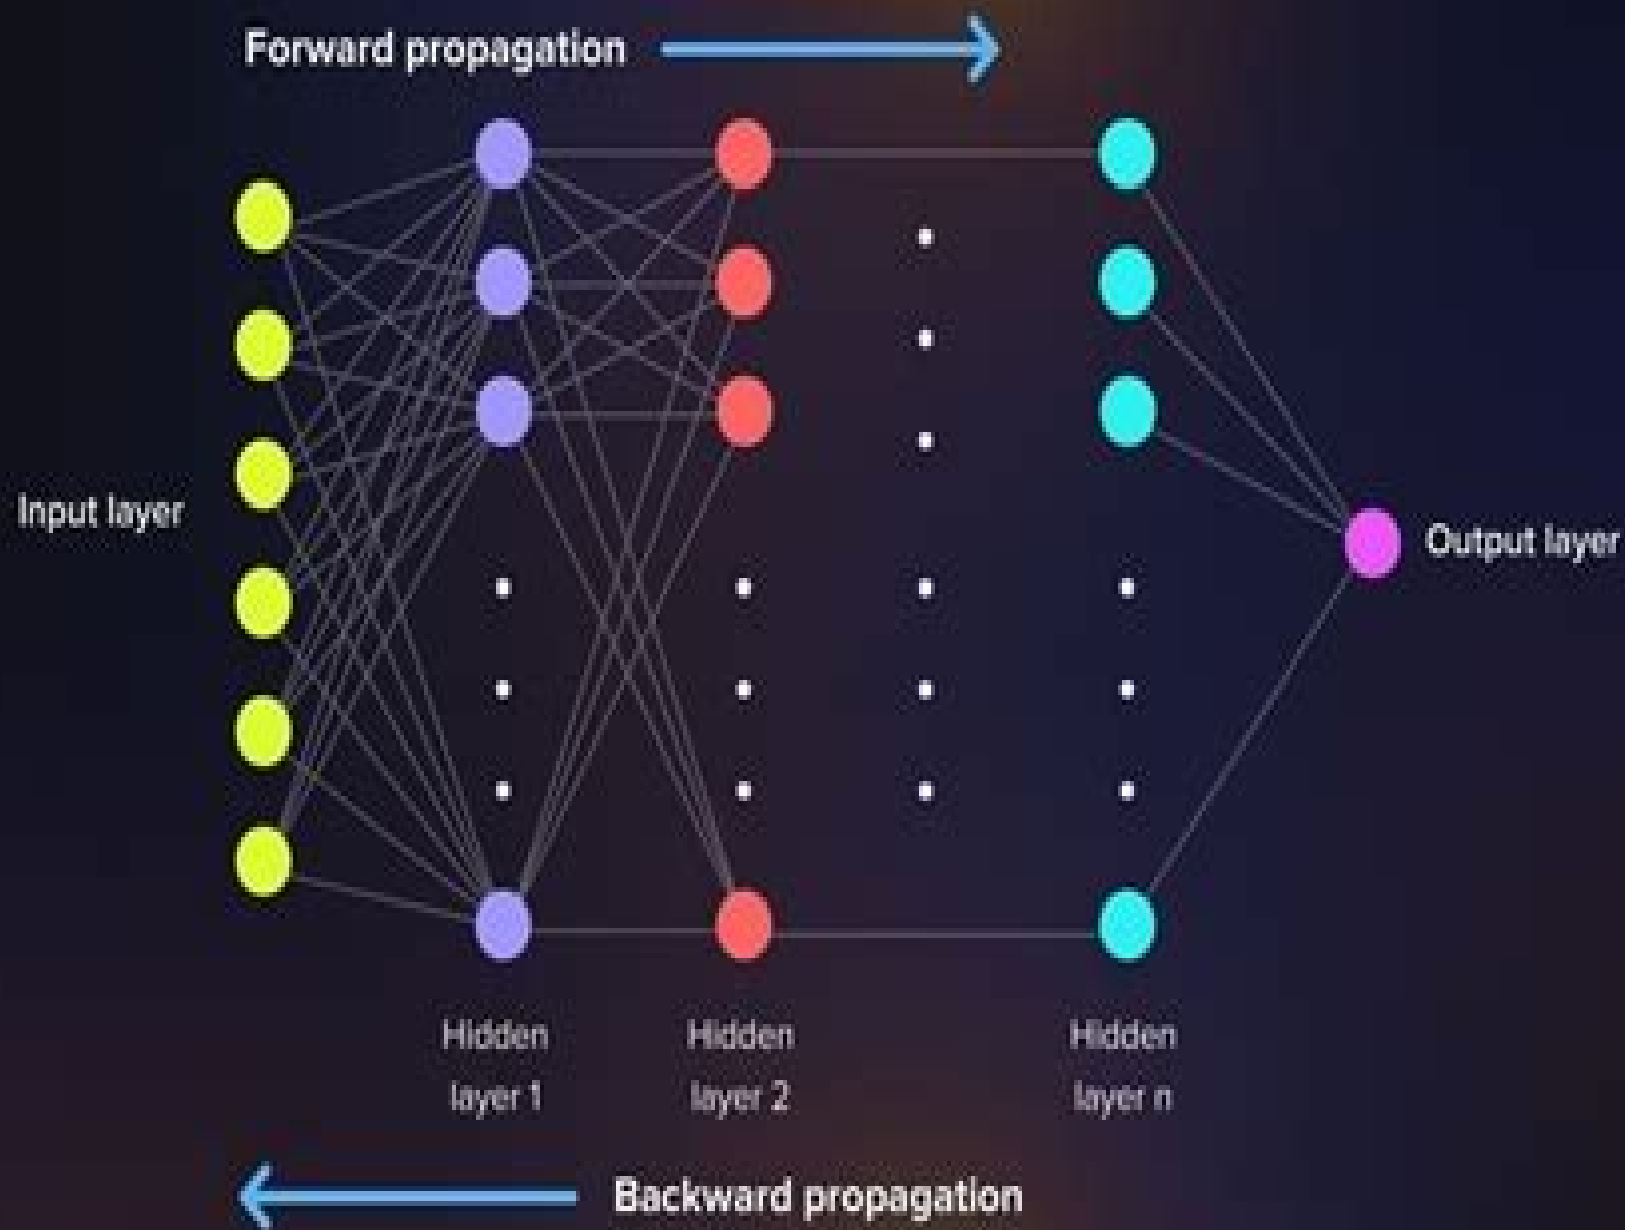 Forward propagation
Input layer
Output layer
Hidden
layer 1
Hidden
layer 2
Hidden
layer n
Backward propagation